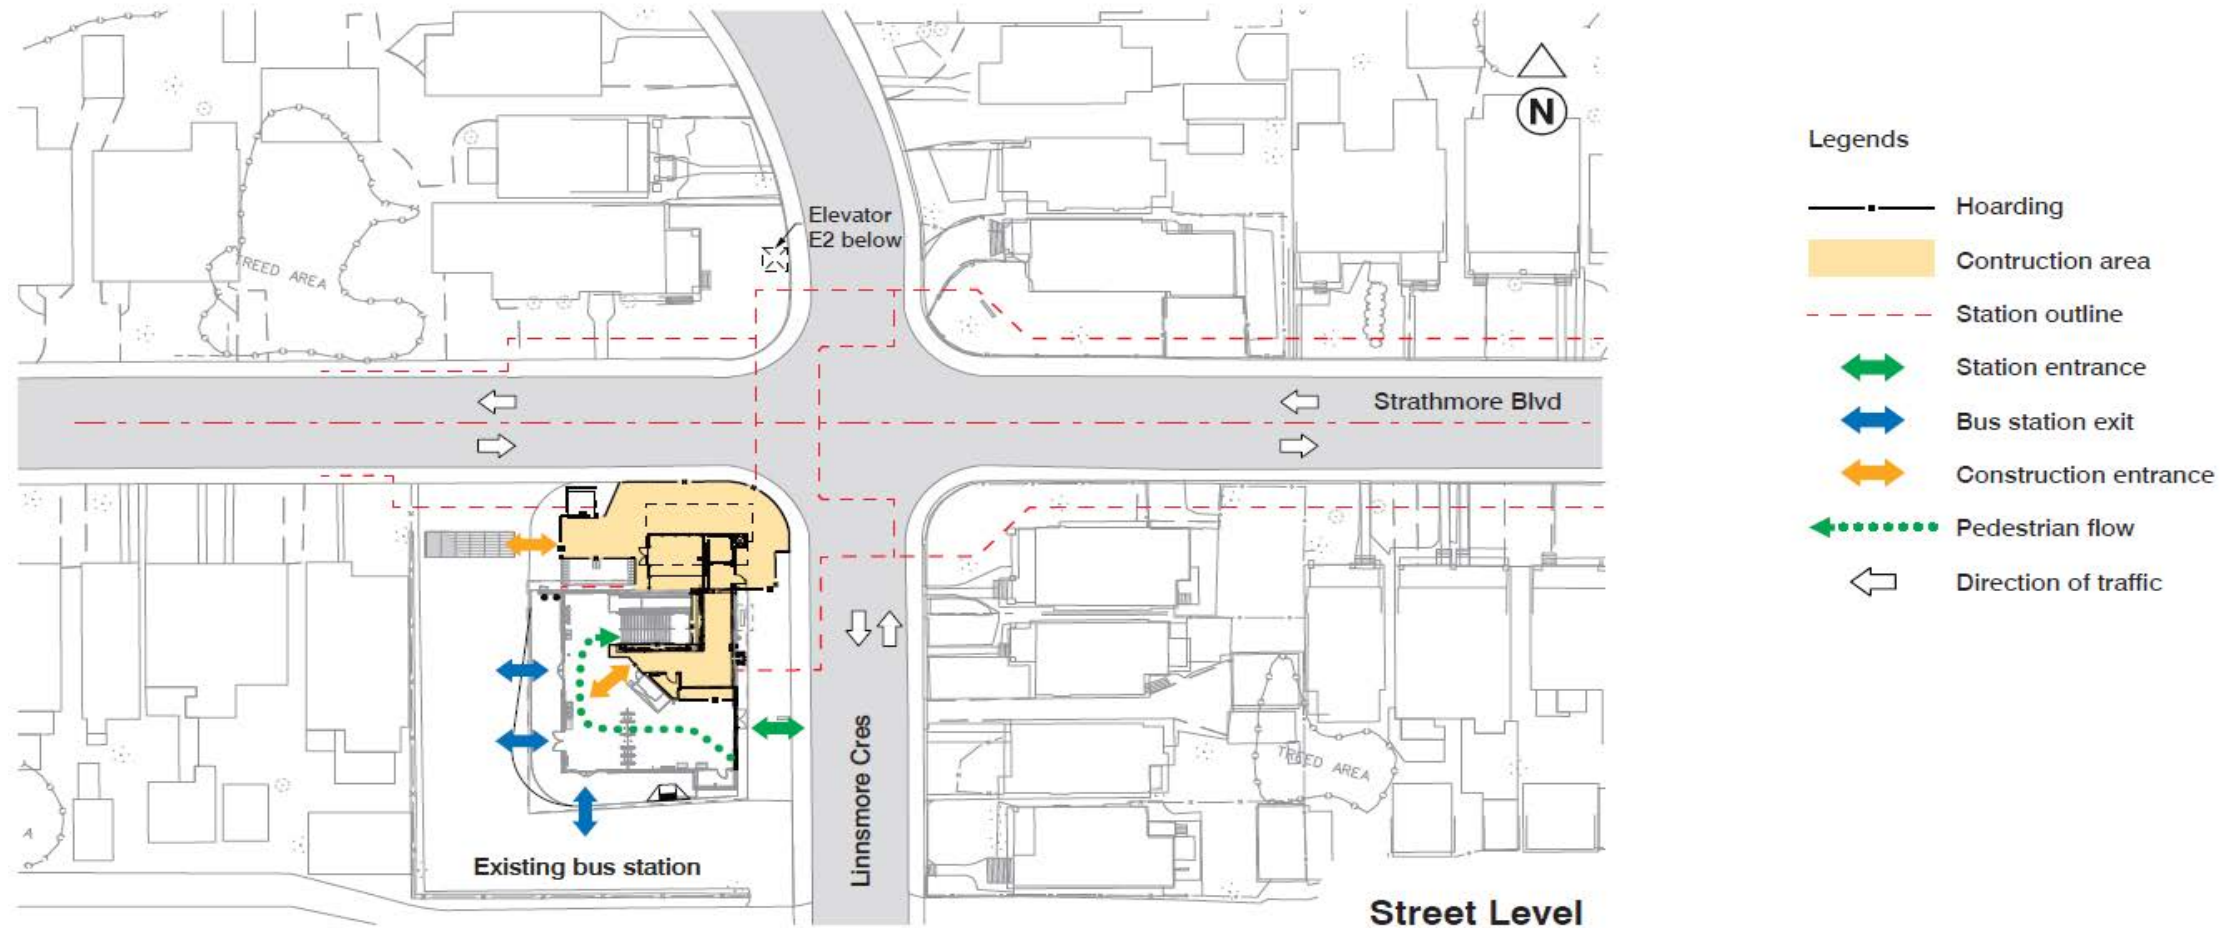 N
Elevator
E2 below
TREED AREA
Strathmore Blvd
Linnsmore Cres
TREED AREA
A
Existing bus station
Street Level
Legends
Hoarding
Contruction area
Station outline
Station entrance
Bus station exit
Construction entrance
Pedestrian flow
Direction of traffic